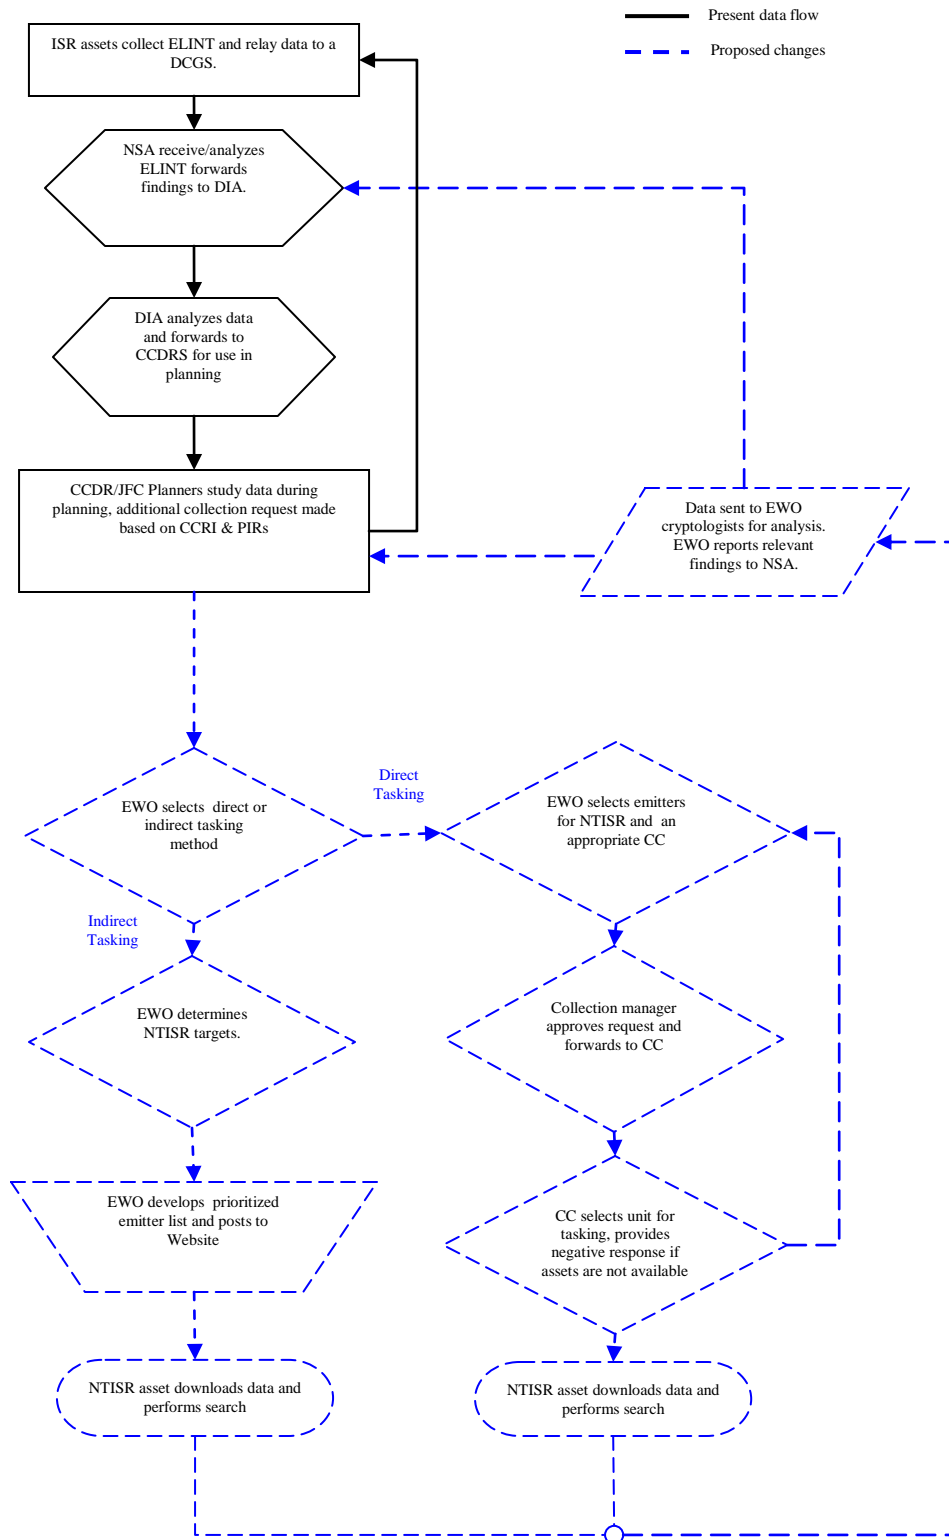 Present data flow
Proposed changes
ISR assets collect ELINT and relay data to a
DCGS.
NSA receive/analyzes
ELINT forwards
findings to DIA.
DIA analyzes data
and forwards to
CCDRS for use in
planning
CCDR/JFC Planners study data during
planning, additional collection request made
based on CCRI & PIRs
Data sent to EWO
cryptologists for analysis.
EWO reports relevant
findings to NSA.
EWO selects direct or
indirect tasking
method
Direct
Tasking
EWO selects emitters
for NTISR and an
appropriate CC
Indirect
Tasking
EWO determines
NTISR targets.
Collection manager
approves request and
forwards to CC
EWO develops prioritized
emitter list and posts to
Website
CC selects unit for
tasking, provides
negative response if
assets are not available
NTISR asset downloads data and
performs search
NTISR asset downloads data and
performs search